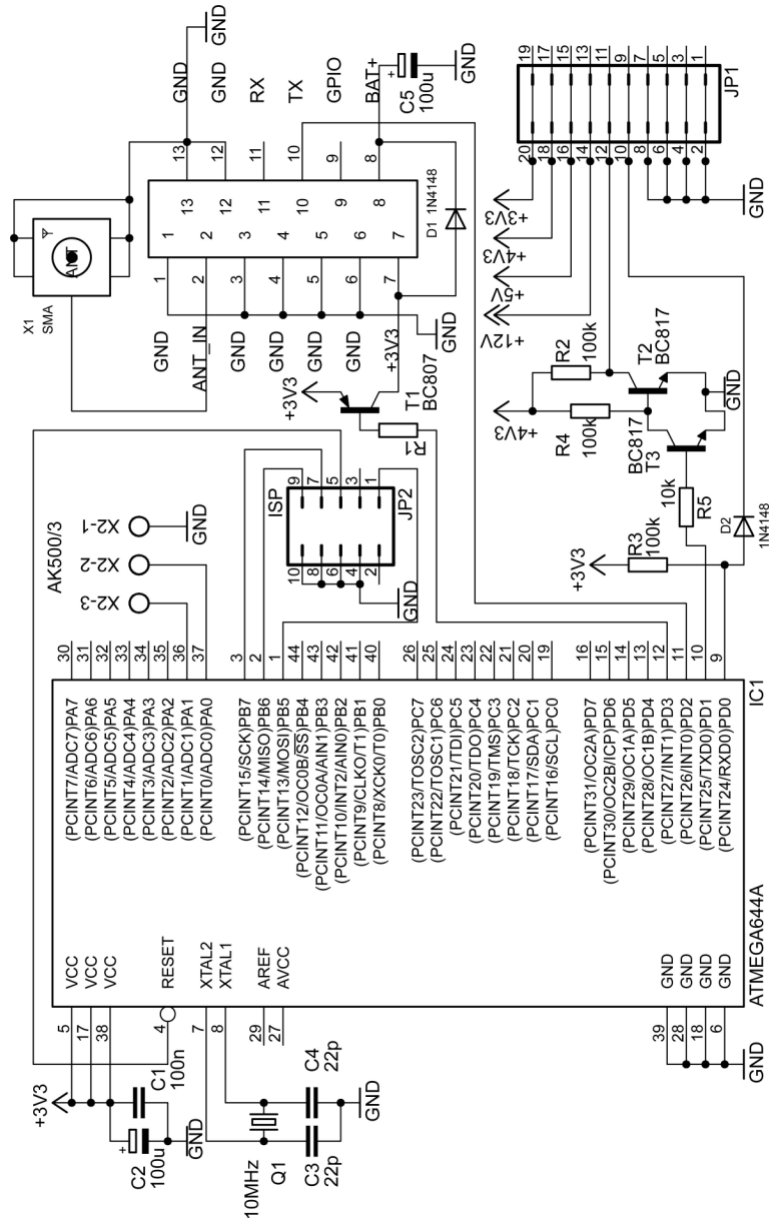 +3V3
C2
100u
+
GND
C1
100n
5
17
38
4
7
8
29
27
39
28
18
6
VCC
VCC
VCC
RESET
XTAL2
XTAL1
AREF
AVCC
GND
GND
GND
GND
GND
10MHz
Q1
C3
22p
C4
22p
GND
ATMEGA644A
IC1
(PCINT7/ADC7)PA7 30
(PCINT6/ADC6)PA6 31
(PCINT5/ADC5)PA5 32
(PCINT4/ADC4)PA4 33
(PCINT3/ADC3)PA3 34
(PCINT2/ADC2)PA2 35
(PCINT1/ADC1)PA1 36
(PCINT0/ADC0)PA0 37
(PCINT15/SCK)PB7 3
(PCINT14/MISO)PB6 2
(PCINT13/MOSI)PB5 1
(PCINT12/OC0B/SS)PB4 44
(PCINT11/OC0A/AIN1)PB3 43
(PCINT10/INT2/AIN0)PB2 42
(PCINT9/CLKO/T1)PB1 41
(PCINT8/XCK0/T0)PB0 40
(PCINT23/TOSC2)PC7 26
(PCINT22/TOSC1)PC6 25
(PCINT21/TDI)PC5 24
(PCINT20/TDO)PC4 23
(PCINT19/TMS)PC3 22
(PCINT18/TCK)PC2 21
(PCINT17/SDA)PC1 20
(PCINT16/SCL)PC0 19
(PCINT31/OC2A)PD7 16
(PCINT30/OC2B/ICP)PD6 15
(PCINT29/OC1A)PD5 14
(PCINT28/OC1B)PD4 13
(PCINT27/INT1)PD3 12
(PCINT26/INT0)PD2 11
(PCINT25/TXD0)PD1 10
(PCINT24/RXD0)PD0 9
AK500/3
X2-3
X2-2
X2-1
GND
ISP
10
8
6
4
2
9
7
5
3
1
JP2
GND
+3V3
T1
BC807
R1
X1
SMA
ANT
GND
ANT_IN
GND
GND
GND
GND
+3V3
1
2
3
4
5
6
7
1
2
3
4
5
6
7
GND
13
12
11
10
9
8
13
12
11
10
9
8
GND
GND
RX
TX
GPIO
BAT+
GND
D1 1N4148
+
C5
100u
GND
+3V3
R3
100k
D2
1N4148
R5
10k
T3
BC817
T2
BC817
R4
100k
R2
100k
+4V3
GND
+12V
+5V
+4V3
+3V3
20
18
16
14
12
10
8
6
4
2
19
17
15
13
11
9
7
5
3
1
JP1
GND